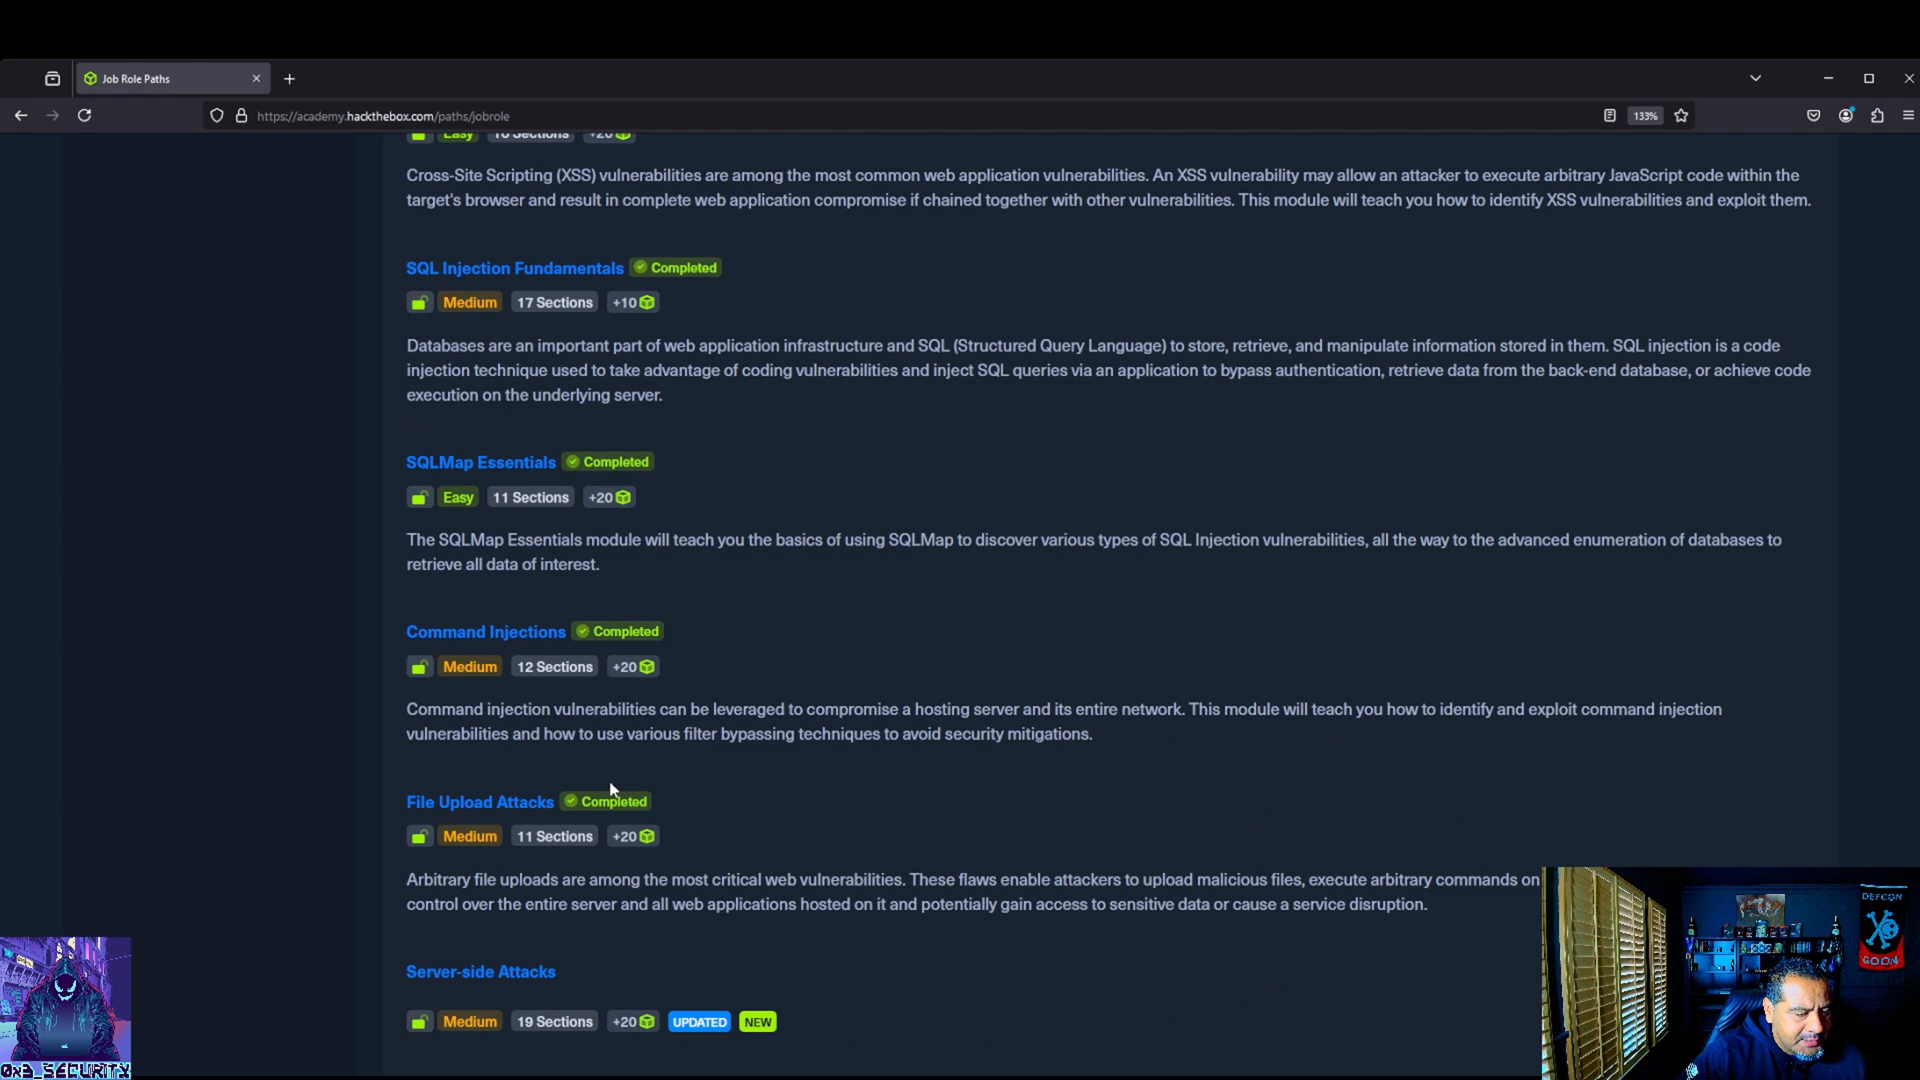 Job Role Paths
https://academy.hackthebox.com/paths/jobrole
133%
Easy 16 Sections +20
Cross-Site Scripting (XSS) vulnerabilities are among the most common web application vulnerabilities. An XSS vulnerability may allow an attacker to execute arbitrary JavaScript code within the
target's browser and result in complete web application compromise if chained together with other vulnerabilities. This module will teach you how to identify XSS vulnerabilities and exploit them.
SQL Injection Fundamentals Completed
Medium 17 Sections +10
Databases are an important part of web application infrastructure and SQL (Structured Query Language) to store, retrieve, and manipulate information stored in them. SQL injection is a code
injection technique used to take advantage of coding vulnerabilities and inject SQL queries via an application to bypass authentication, retrieve data from the back-end database, or achieve code
execution on the underlying server.
SQLMap Essentials Completed
Easy 11 Sections +20
The SQLMap Essentials module will teach you the basics of using SQLMap to discover various types of SQL Injection vulnerabilities, all the way to the advanced enumeration of databases to
retrieve all data of interest.
Command Injections Completed
Medium 12 Sections +20
Command injection vulnerabilities can be leveraged to compromise a hosting server and its entire network. This module will teach you how to identify and exploit command injection
vulnerabilities and how to use various filter bypassing techniques to avoid security mitigations.
File Upload Attacks Completed
Medium 11 Sections +20
Arbitrary file uploads are among the most critical web vulnerabilities. These flaws enable attackers to upload malicious files, execute arbitrary commands on
control over the entire server and all web applications hosted on it and potentially gain access to sensitive data or cause a service disruption.
Server-side Attacks
Medium 19 Sections +20 UPDATED NEW
DEFCON
GOON
0x3_SECURITY